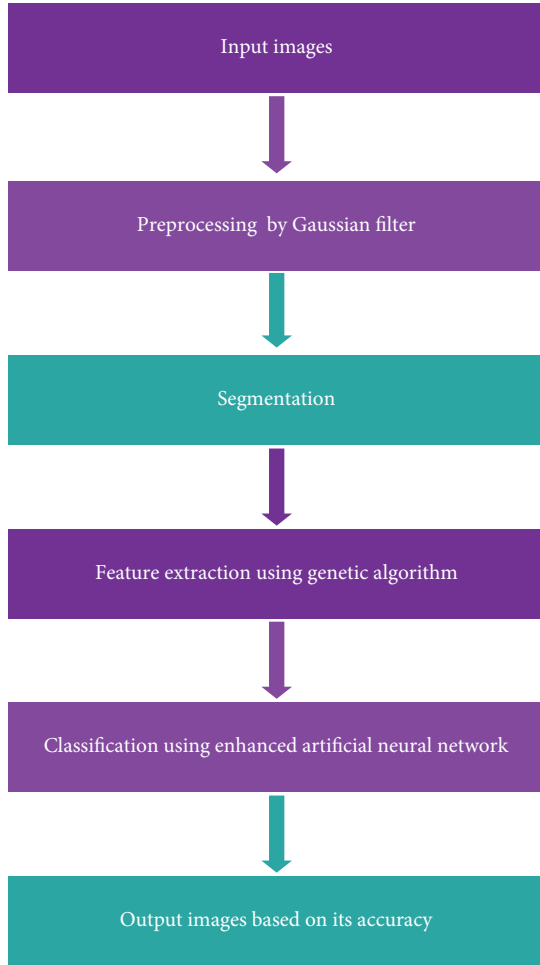 Input images
Preprocessing by Gaussian filter
Segmentation
Feature extraction using genetic algorithm
Classification using enhanced artificial neural network
Output images based on its accuracy